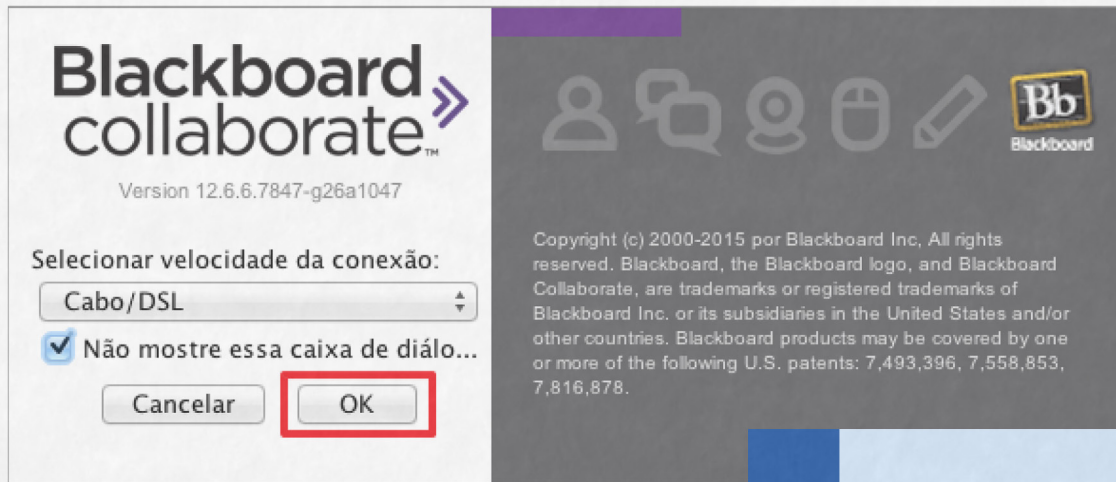 Blackboard
collaborate™
Version 12.6.6.7847-g26a1047
Selecionar velocidade da conexão:
Cabo/DSL
Não mostre essa caixa de diálo...
Cancelar
OK
Bb
Blackboard
Copyright (c) 2000-2015 por Blackboard Inc, All rights
reserved. Blackboard, the Blackboard logo, and Blackboard
Collaborate, are trademarks or registered trademarks of
Blackboard Inc. or its subsidiaries in the United States and/or
other countries. Blackboard products may be covered by one
or more of the following U.S. patents: 7,493,396, 7,558,853,
7,816,878.